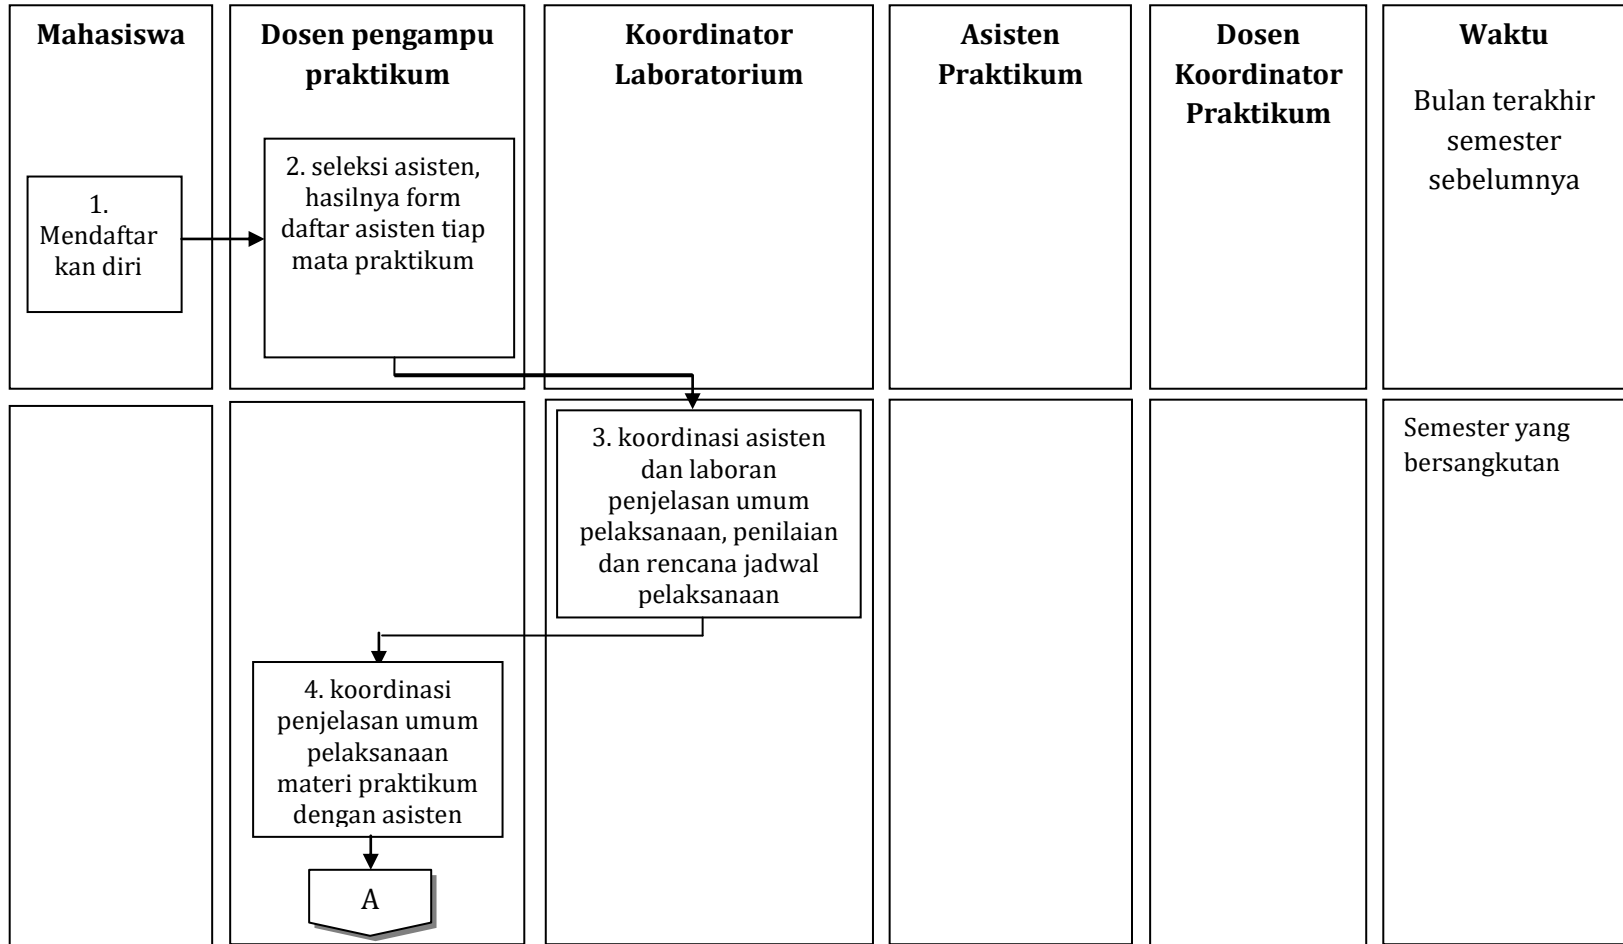 Mahasiswa
Dosen pengampu
praktikum
Koordinator
Laboratorium
Asisten
Praktikum
Dosen
Koordinator
Praktikum
Waktu
Bulan terakhir
semester
sebelumnya
1.
Mendaftar
kan diri
2. seleksi asisten,
hasilnya form
daftar asisten tiap
mata praktikum
3. koordinasi asisten
dan laboran
penjelasan umum
pelaksanaan, penilaian
dan rencana jadwal
pelaksanaan
Semester yang
bersangkutan
4. koordinasi
penjelasan umum
pelaksanaan
materi praktikum
dengan asisten
A